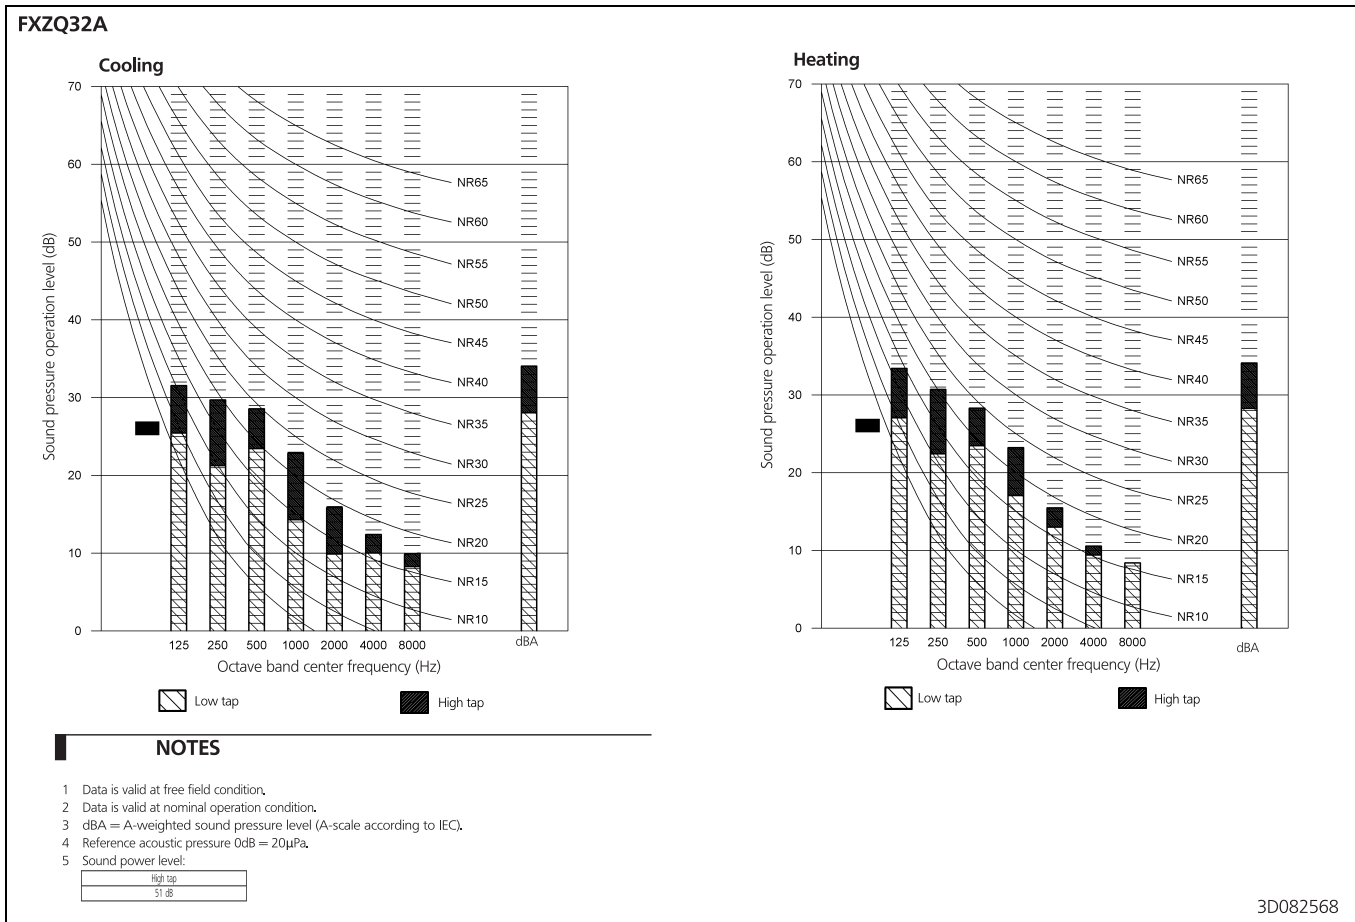 FXZQ32A
Cooling
Sound pressure operation level (dB)
70
60
50
40
30
20
10
0
NR65
NR60
NR55
NR50
NR45
NR40
NR35
NR30
NR25
NR20
NR15
NR10
125 250 500 1000 2000 4000 8000 dBA
Octave band center frequency (Hz)
Low tap High tap
Heating
Sound pressure operation level (dB)
70
60
50
40
30
20
10
0
NR65
NR60
NR55
NR50
NR45
NR40
NR35
NR30
NR25
NR20
NR15
NR10
125 250 500 1000 2000 4000 8000 dBA
Octave band center frequency (Hz)
Low tap High tap
NOTES
1 Data is valid at free field condition.
2 Data is valid at nominal operation condition.
3 dBA = A-weighted sound pressure level (A-scale according to IEC).
4 Reference acoustic pressure 0dB = 20µPa.
5 Sound power level:
High tap
51 dB
3D082568